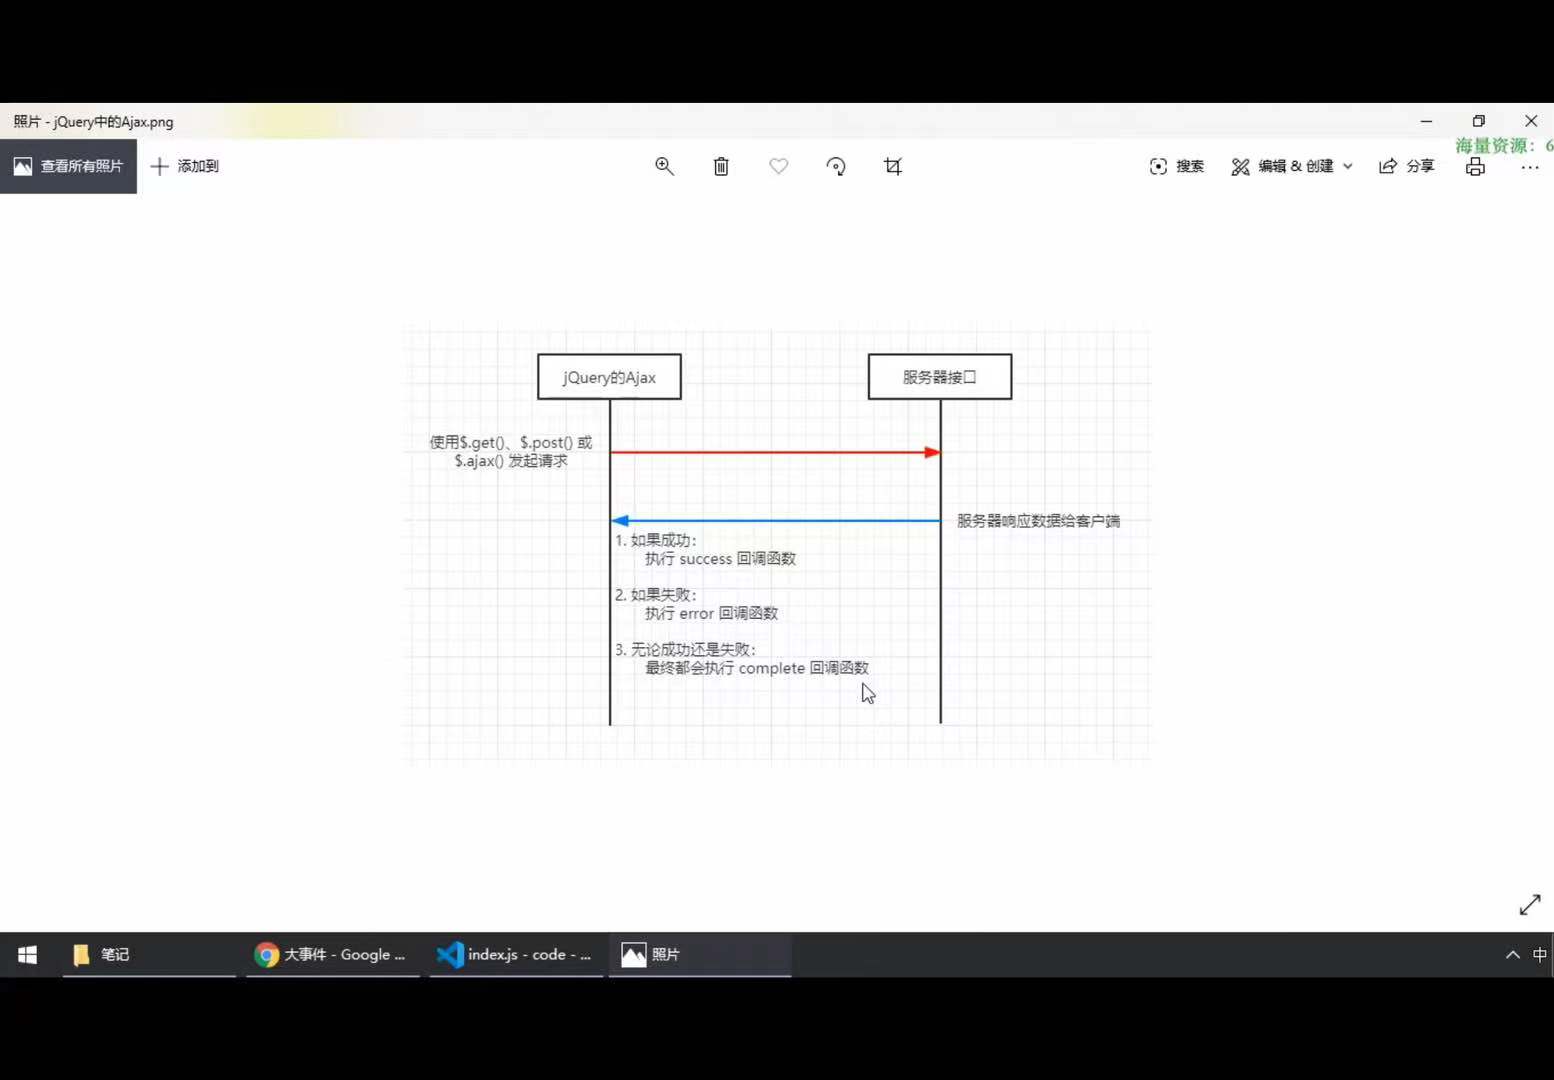 照片 - jQuery中的Ajax.png
海量资源：6
查看所有照片
添加到
搜索
编辑 & 创建
分享
jQuery的Ajax
服务器接口
使用$.get()、$.post() 或
$.ajax() 发起请求
服务器响应数据给客户端
1. 如果成功：
执行 success 回调函数
2. 如果失败：
执行 error 回调函数
3. 无论成功还是失败：
最终都会执行 complete 回调函数
笔记
大事件 - Google ...
index.js - code - ...
照片
中